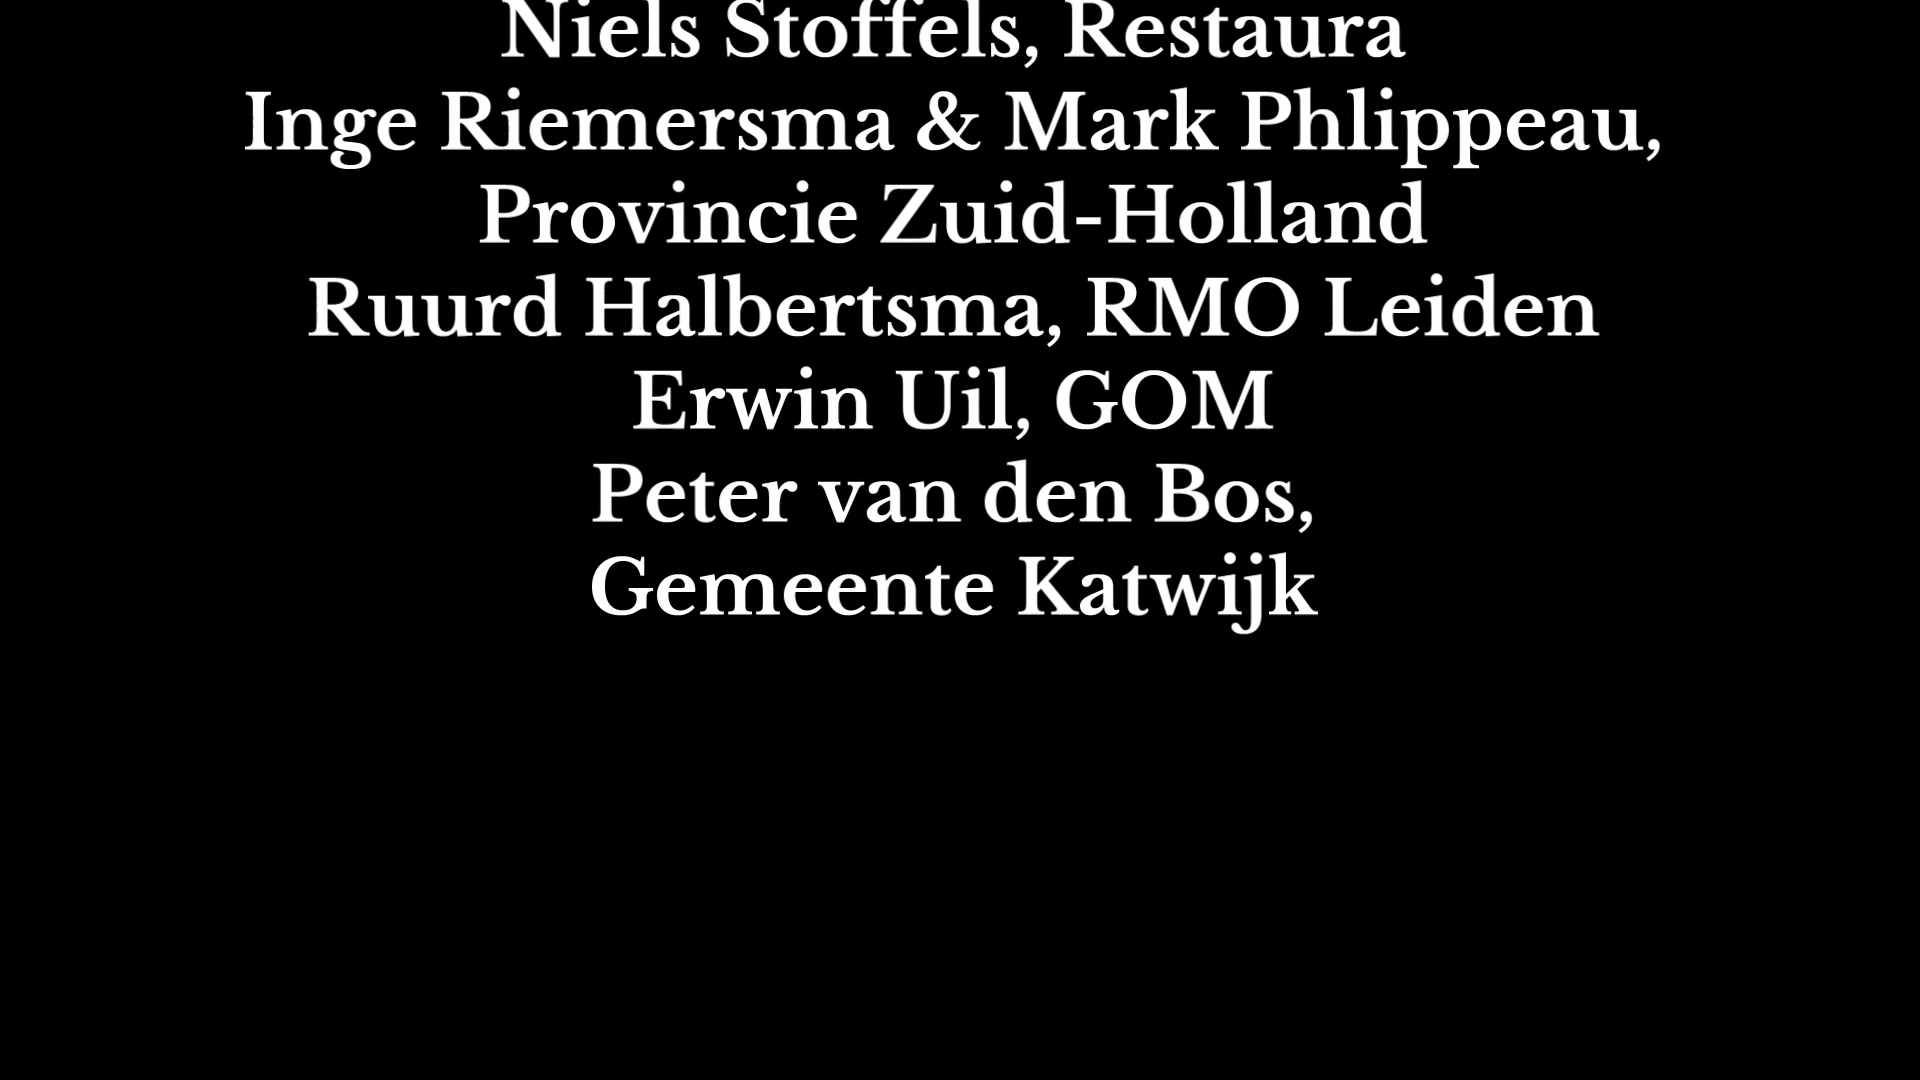 Niels Stoffels, Restaura
Inge Riemersma & Mark Phlippeau,
Provincie Zuid-Holland
Ruurd Halbertsma, RMO Leiden
Erwin Uil, GOM
Peter van den Bos,
Gemeente Katwijk